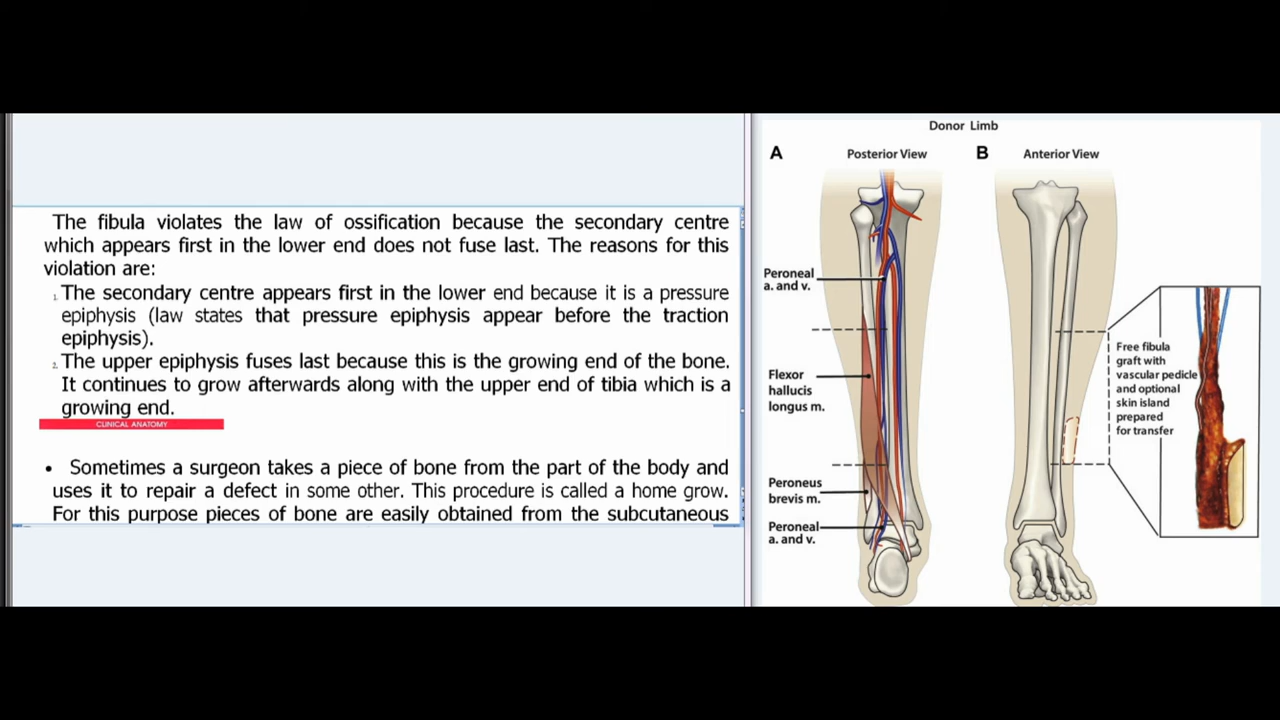 The fibula violates the law of ossification because the secondary centre
which appears first in the lower end does not fuse last. The reasons for this
violation are:
1. The secondary centre appears first in the lower end because it is a pressure
epiphysis (law states that pressure epiphysis appear before the traction
epiphysis).
2. The upper epiphysis fuses last because this is the growing end of the bone.
It continues to grow afterwards along with the upper end of tibia which is a
growing end.
CLINICAL ANATOMY
• Sometimes a surgeon takes a piece of bone from the part of the body and
uses it to repair a defect in some other. This procedure is called a home grow.
For this purpose pieces of bone are easily obtained from the subcutaneous
Donor Limb
A
Posterior View
B
Anterior View
Peroneal
a. and v.
Flexor
hallucis
longus m.
Peroneus
brevis m.
Peroneal
a. and v.
Free fibula
graft with
vascular pedicle
and optional
skin island
prepared
for transfer